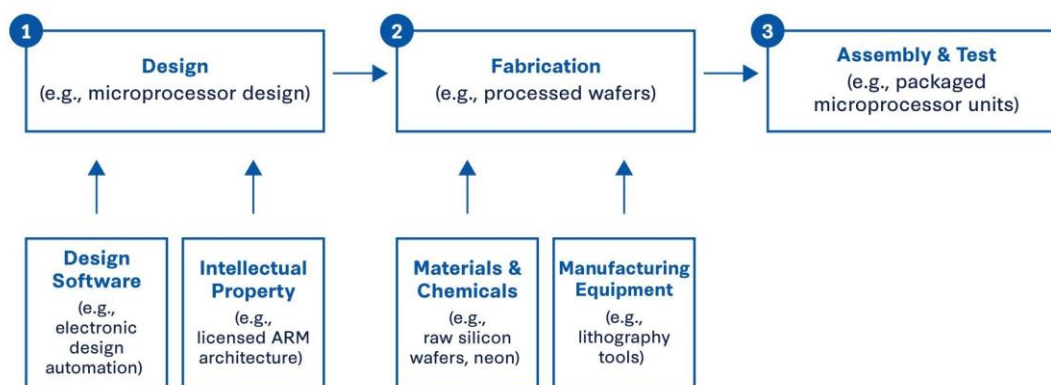 1
Design
(e.g., microprocessor design)
2
Fabrication
(e.g., processed wafers)
3
Assembly & Test
(e.g., packaged
microprocessor units)
Design
Software
(e.g.,
electronic
design
automation)
Intellectual
Property
(e.g.,
licensed ARM
architecture)
Materials &
Chemicals
(e.g.,
raw silicon
wafers, neon)
Manufacturing
Equipment
(e.g.,
lithography
tools)